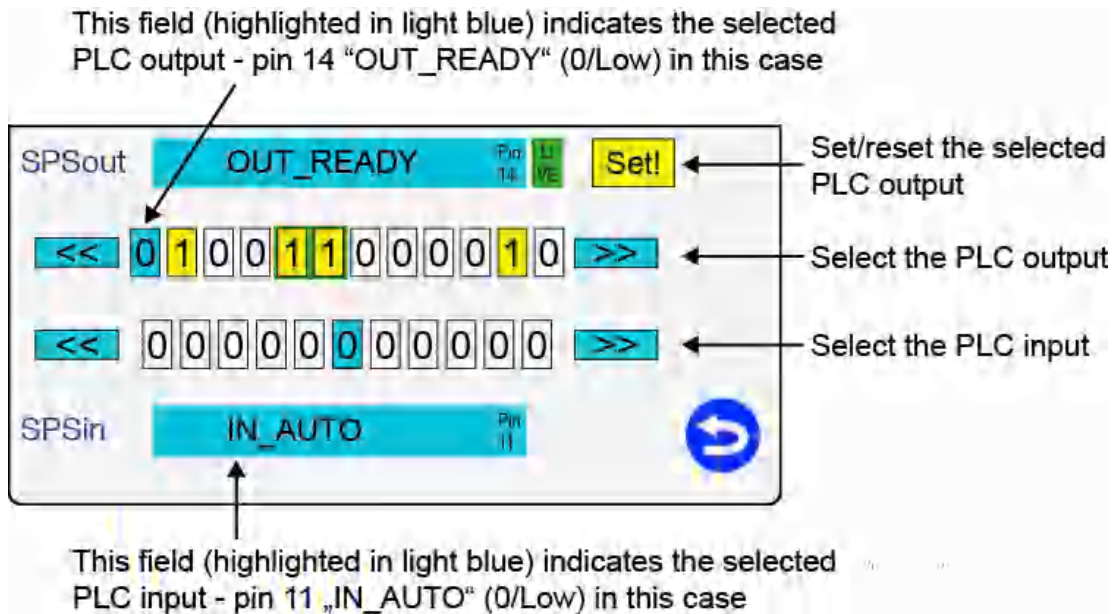 This field (highlighted in light blue) indicates the selected
PLC output - pin 14 “OUT_READY“ (0/Low) in this case
SPSout OUT_READY Pin 14 LI VE Set!
Set/reset the selected
PLC output
<< 0 1 0 0 1 1 0 0 0 0 1 0 >>
Select the PLC output
<< 0 0 0 0 0 0 0 0 0 0 0 >>
Select the PLC input
SPSin IN_AUTO Pin 11
This field (highlighted in light blue) indicates the selected
PLC input - pin 11 „IN_AUTO“ (0/Low) in this case